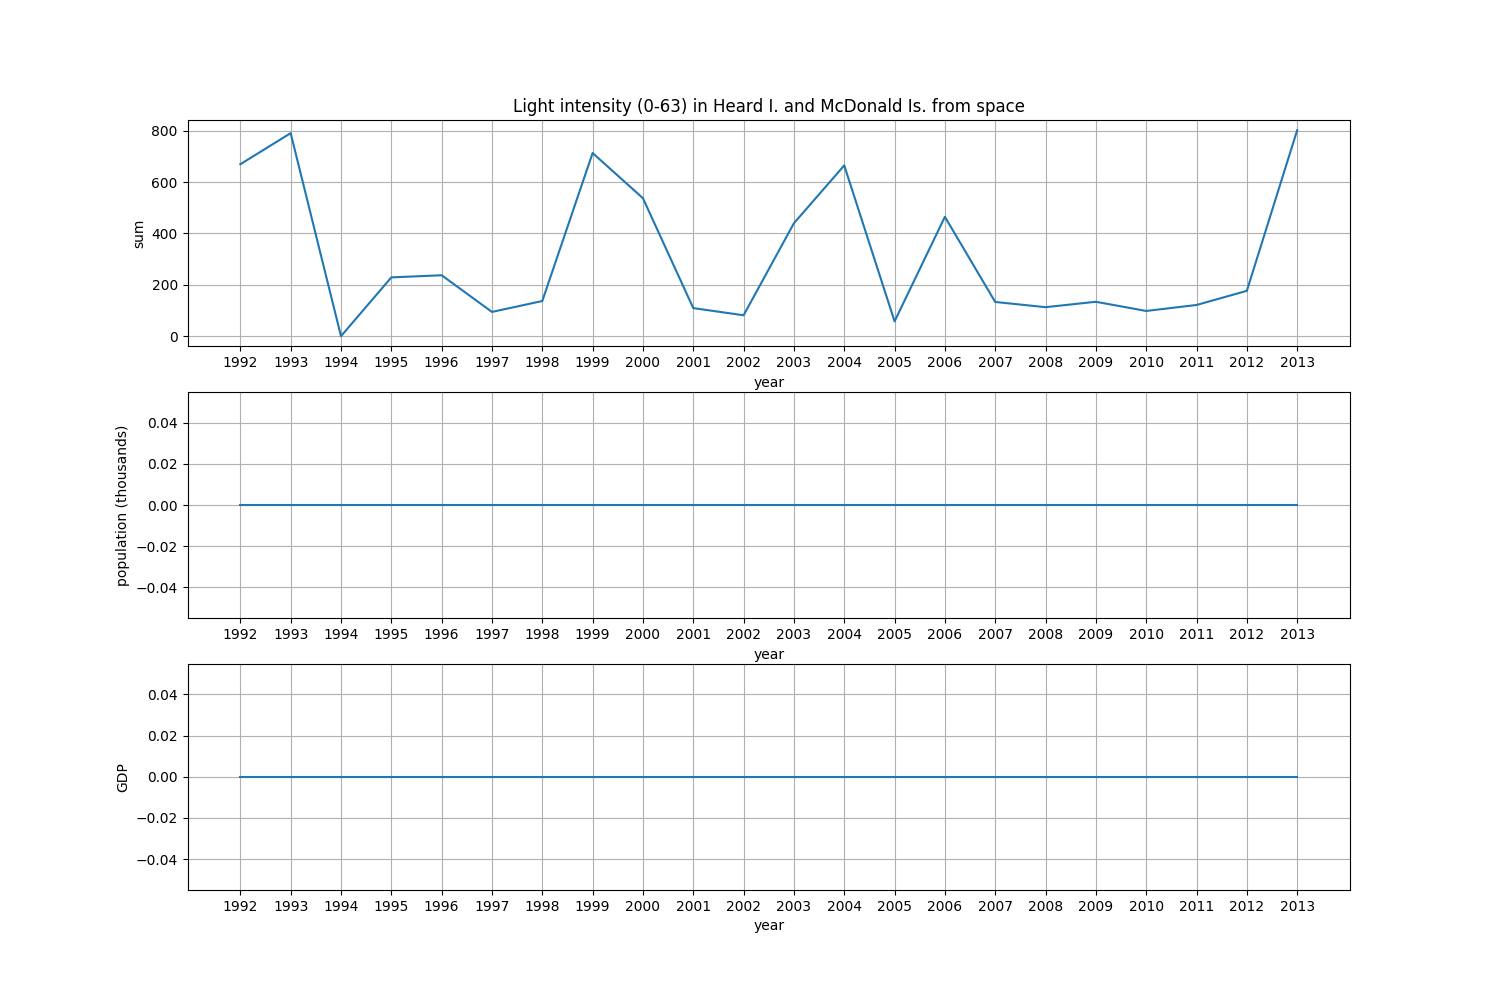 Light intensity (0-63) in Heard I. and McDonald Is. from space
800
600
400
200
0
sum
1992 1993 1994 1995 1996 1997 1998 1999 2000 2001 2002 2003 2004 2005 2006 2007 2008 2009 2010 2011 2012 2013
year
0.04
0.02
0.00
−0.02
−0.04
population (thousands)
1992 1993 1994 1995 1996 1997 1998 1999 2000 2001 2002 2003 2004 2005 2006 2007 2008 2009 2010 2011 2012 2013
year
0.04
0.02
0.00
−0.02
−0.04
GDP
1992 1993 1994 1995 1996 1997 1998 1999 2000 2001 2002 2003 2004 2005 2006 2007 2008 2009 2010 2011 2012 2013
year